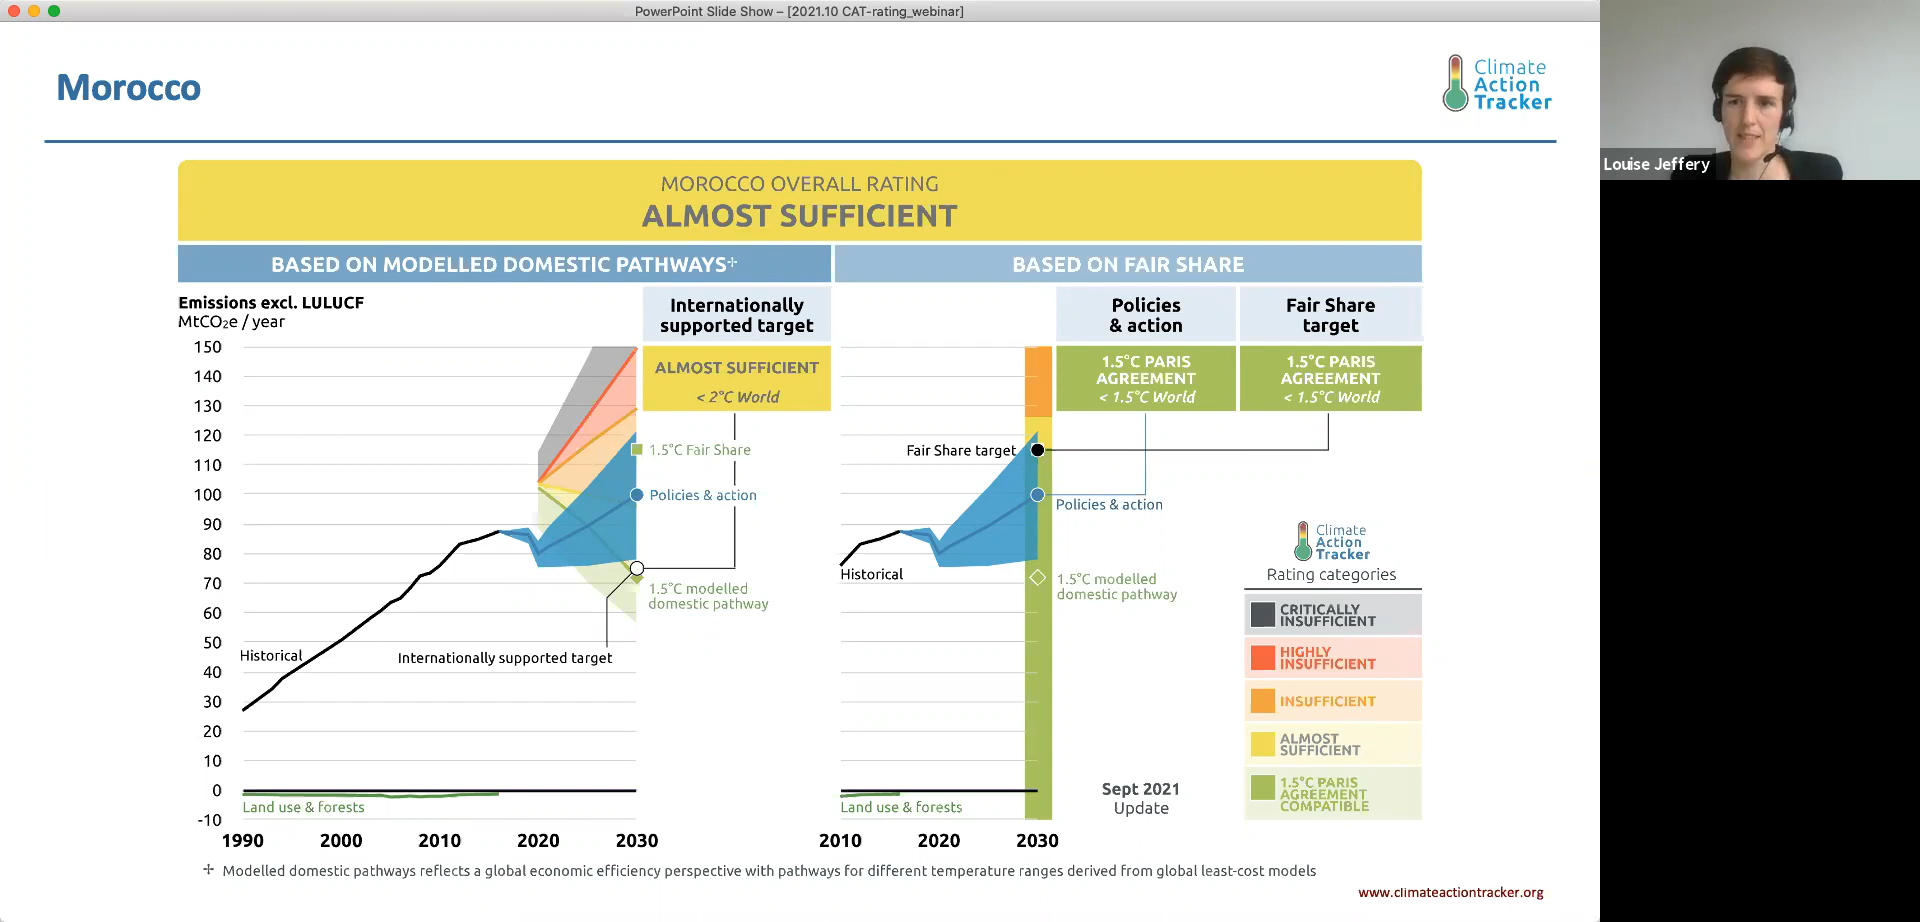 PowerPoint Slide Show – [2021.10 CAT-rating_webinar]
Morocco
Climate
Action
Tracker
Louise Jeffery
MOROCCO OVERALL RATING
ALMOST SUFFICIENT
BASED ON MODELLED DOMESTIC PATHWAYS✢
BASED ON FAIR SHARE
Emissions excl. LULUCF
MtCO₂e / year
Internationally
supported target
Policies
& action
Fair Share
target
ALMOST SUFFICIENT
< 2°C World
1.5°C PARIS
AGREEMENT
< 1.5°C World
1.5°C PARIS
AGREEMENT
< 1.5°C World
150
140
130
120
110
100
90
80
70
60
50
40
30
20
10
0
-10
1.5°C Fair Share
Policies & action
1.5°C modelled
domestic pathway
Internationally supported target
Historical
Land use & forests
1990
2000
2010
2020
2030
Fair Share target
Policies & action
Historical
1.5°C modelled
domestic pathway
Land use & forests
2010
2020
2030
Sept 2021
Update
Climate
Action
Tracker
Rating categories
CRITICALLY
INSUFFICIENT
HIGHLY
INSUFFICIENT
INSUFFICIENT
ALMOST
SUFFICIENT
1.5°C PARIS
AGREEMENT
COMPATIBLE
✢ Modelled domestic pathways reflects a global economic efficiency perspective with pathways for different temperature ranges derived from global least-cost models
www.climateactiontracker.org